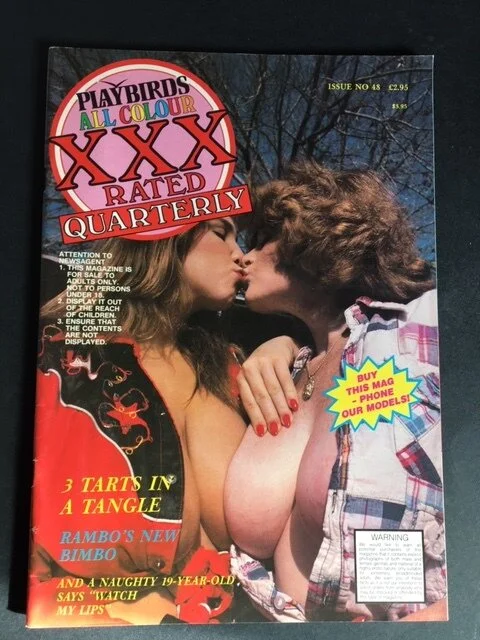 PLAYBIRDS
ALL COLOUR
XXX
RATED
QUARTERLY
ISSUE NO 48 £2.95
$5.95
ATTENTION TO
NEWSAGENT
1. THIS MAGAZINE IS
FOR SALE TO
ADULTS ONLY.
NOT TO PERSONS
UNDER 18.
2. DISPLAY IT OUT
OF THE REACH
OF CHILDREN.
3. ENSURE THAT
THE CONTENTS
ARE NOT
DISPLAYED.
BUY
THIS MAG
- PHONE
OUR MODELS!
3 TARTS IN
A TANGLE
RAMBO'S NEW
BIMBO
AND A NAUGHTY 19-YEAR-OLD
SAYS "WATCH
MY LIPS"
WARNING